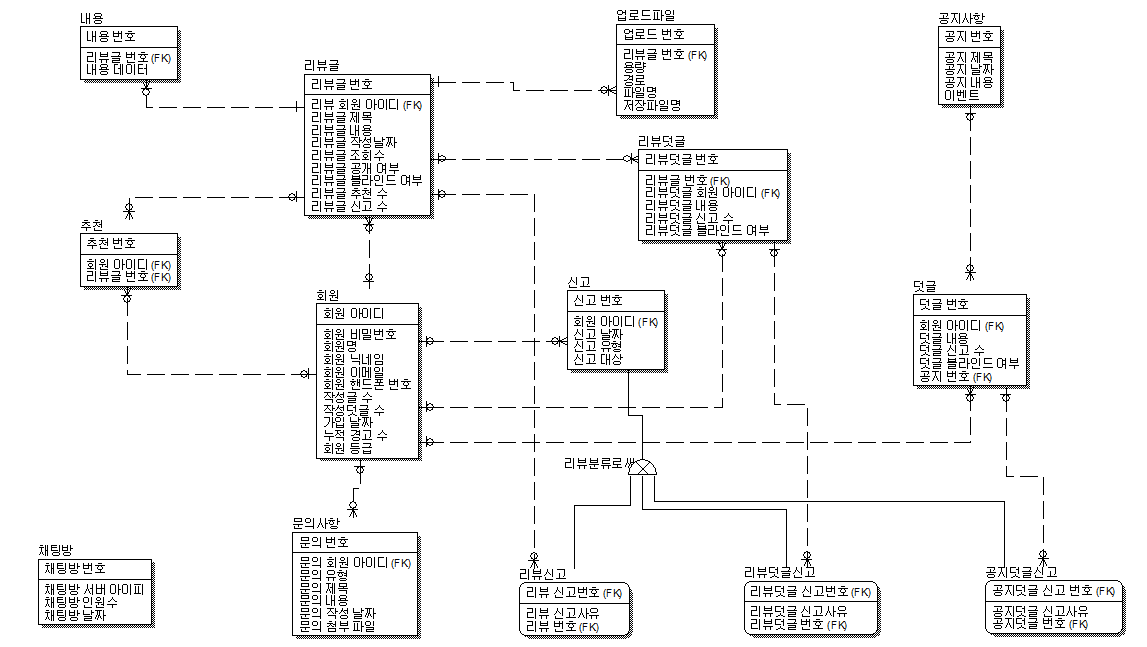 내용
내용 번호
리뷰글 번호 (FK)
내용 데이터
업로드파일
업로드 번호
리뷰글 번호 (FK)
용량
경로
파일명
저장파일명
공지사항
공지 번호
공지 제목
공지 날짜
공지 내용
이벤트
리뷰글
리뷰글 번호
리뷰 회원 아이디 (FK)
리뷰글 제목
리뷰글 내용
리뷰글 작성날짜
리뷰글 조회수
리뷰글 공개 여부
리뷰글 블라인드 여부
리뷰글 추천 수
리뷰글 신고 수
리뷰덧글
리뷰덧글 번호
리뷰글 번호 (FK)
리뷰덧글 회원 아이디 (FK)
리뷰덧글 내용
리뷰덧글 신고 수
리뷰덧글 블라인드 여부
추천
추천 번호
회원 아이디 (FK)
리뷰글 번호 (FK)
회원
회원 아이디
회원 비밀번호
회원명
회원 닉네임
회원 이메일
회원 핸드폰 번호
작성글 수
작성덧글 수
가입 날짜
누적 경고 수
회원 등급
신고
신고 번호
회원 아이디 (FK)
신고 날짜
신고 유형
신고 대상
덧글
덧글 번호
회원 아이디 (FK)
덧글 내용
덧글 신고 수
덧글 블라인드 여부
공지 번호 (FK)
리뷰분류로
문의사항
문의 번호
문의 회원 아이디 (FK)
문의 유형
문의 제목
문의 내용
문의 작성 날짜
문의 첨부 파일
채팅방
채팅방 번호
채팅방 서버 아이피
채팅방 인원수
채팅방 날짜
리뷰신고
리뷰 신고번호 (FK)
리뷰 신고사유
리뷰 번호 (FK)
리뷰덧글신고
리뷰덧글 신고번호 (FK)
리뷰덧글 신고사유
리뷰덧글 번호 (FK)
공지덧글신고
공지덧글 신고 번호 (FK)
공지덧글 신고사유
공지덧글 번호 (FK)